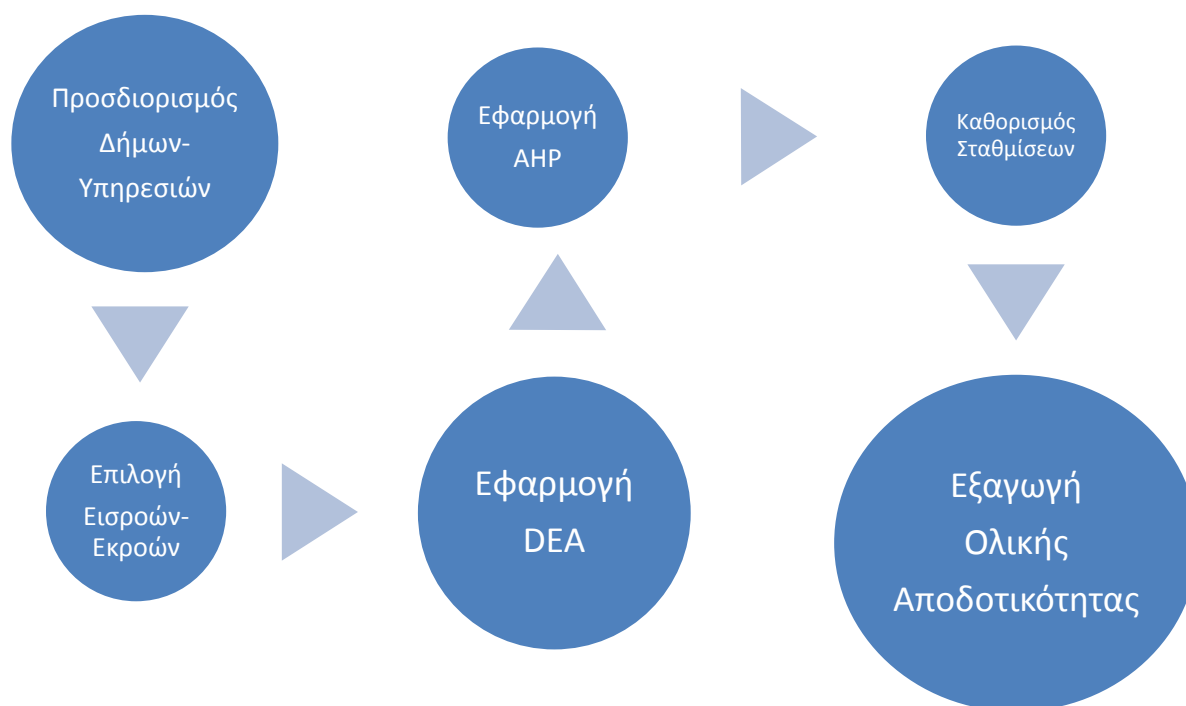 Προσδιορισμός
Δήμων-
Υπηρεσιών
Επιλογή
Εισροών-
Εκροών
Εφαρμογή
DEA
Εφαρμογή
AHP
Καθορισμός
Σταθμίσεων
Εξαγωγή
Ολικής
Αποδοτικότητας